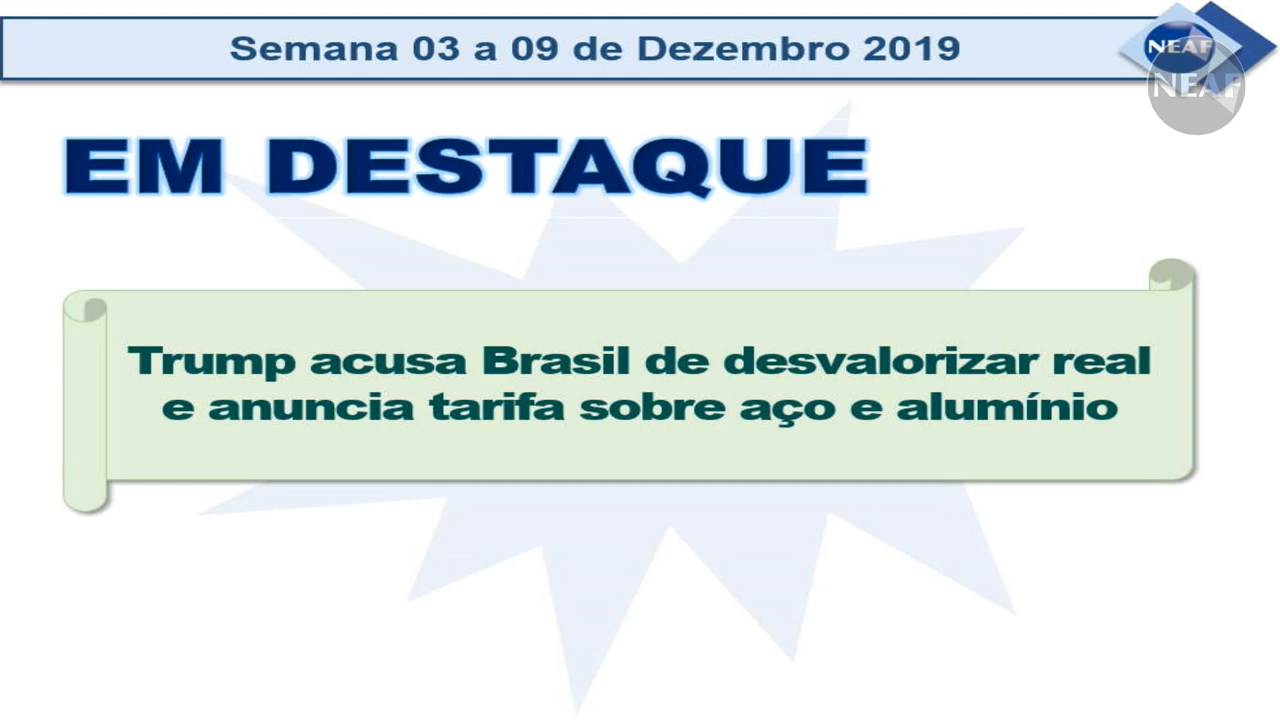 Semana 03 a 09 de Dezembro 2019
NEAF
NEAF
EM DESTAQUE
Trump acusa Brasil de desvalorizar real
e anuncia tarifa sobre aço e alumínio